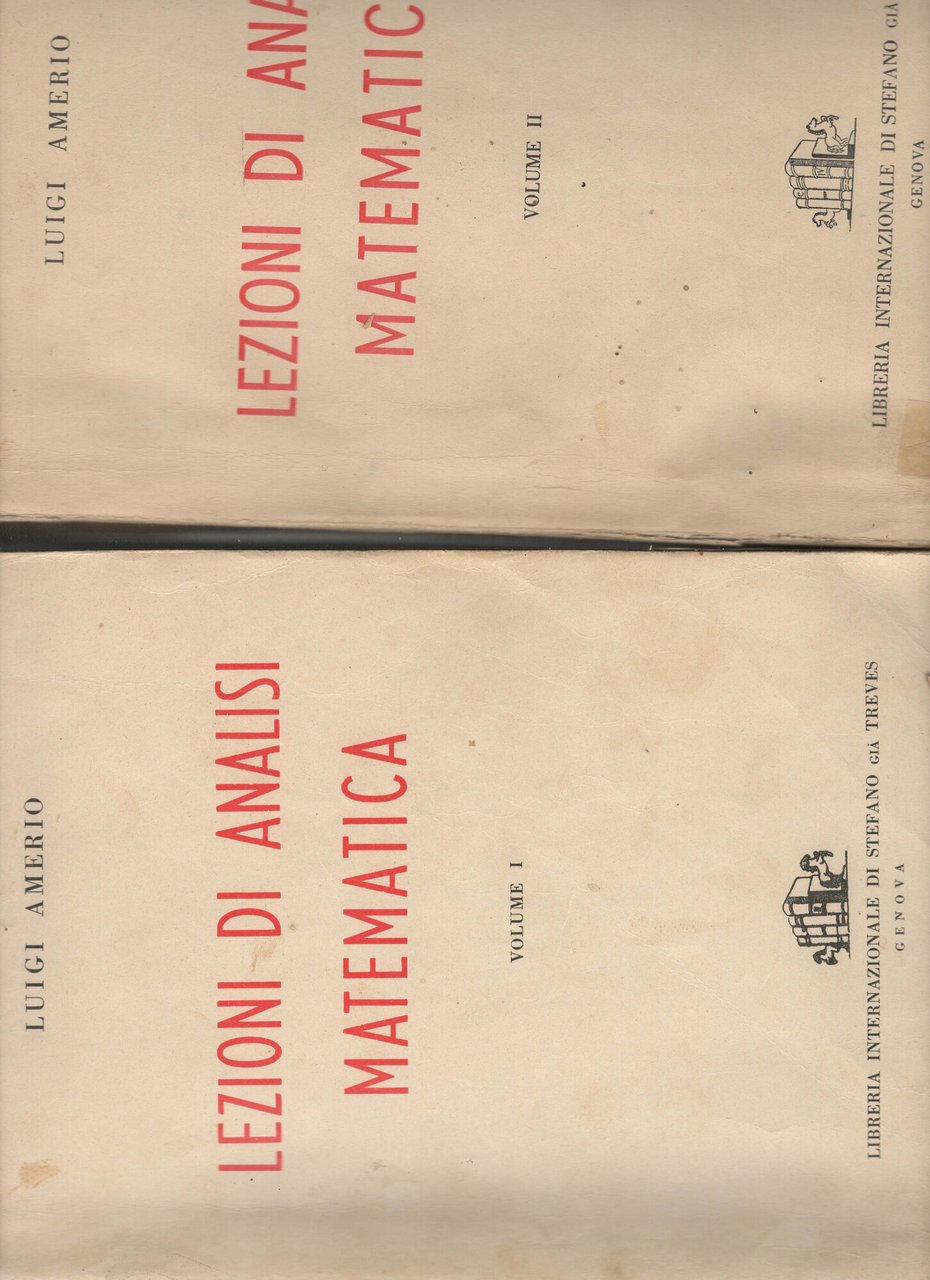 LUIGI AMERIO
LEZIONI DI ANA
MATEMATIC
VOLUME II
LIBRERIA INTERNAZIONALE DI STEFANO GIÀ
GENOVA
LUIGI AMERIO
LEZIONI DI ANALISI
MATEMATICA
VOLUME I
LIBRERIA INTERNAZIONALE DI STEFANO GIÀ TREVES
GENOVA